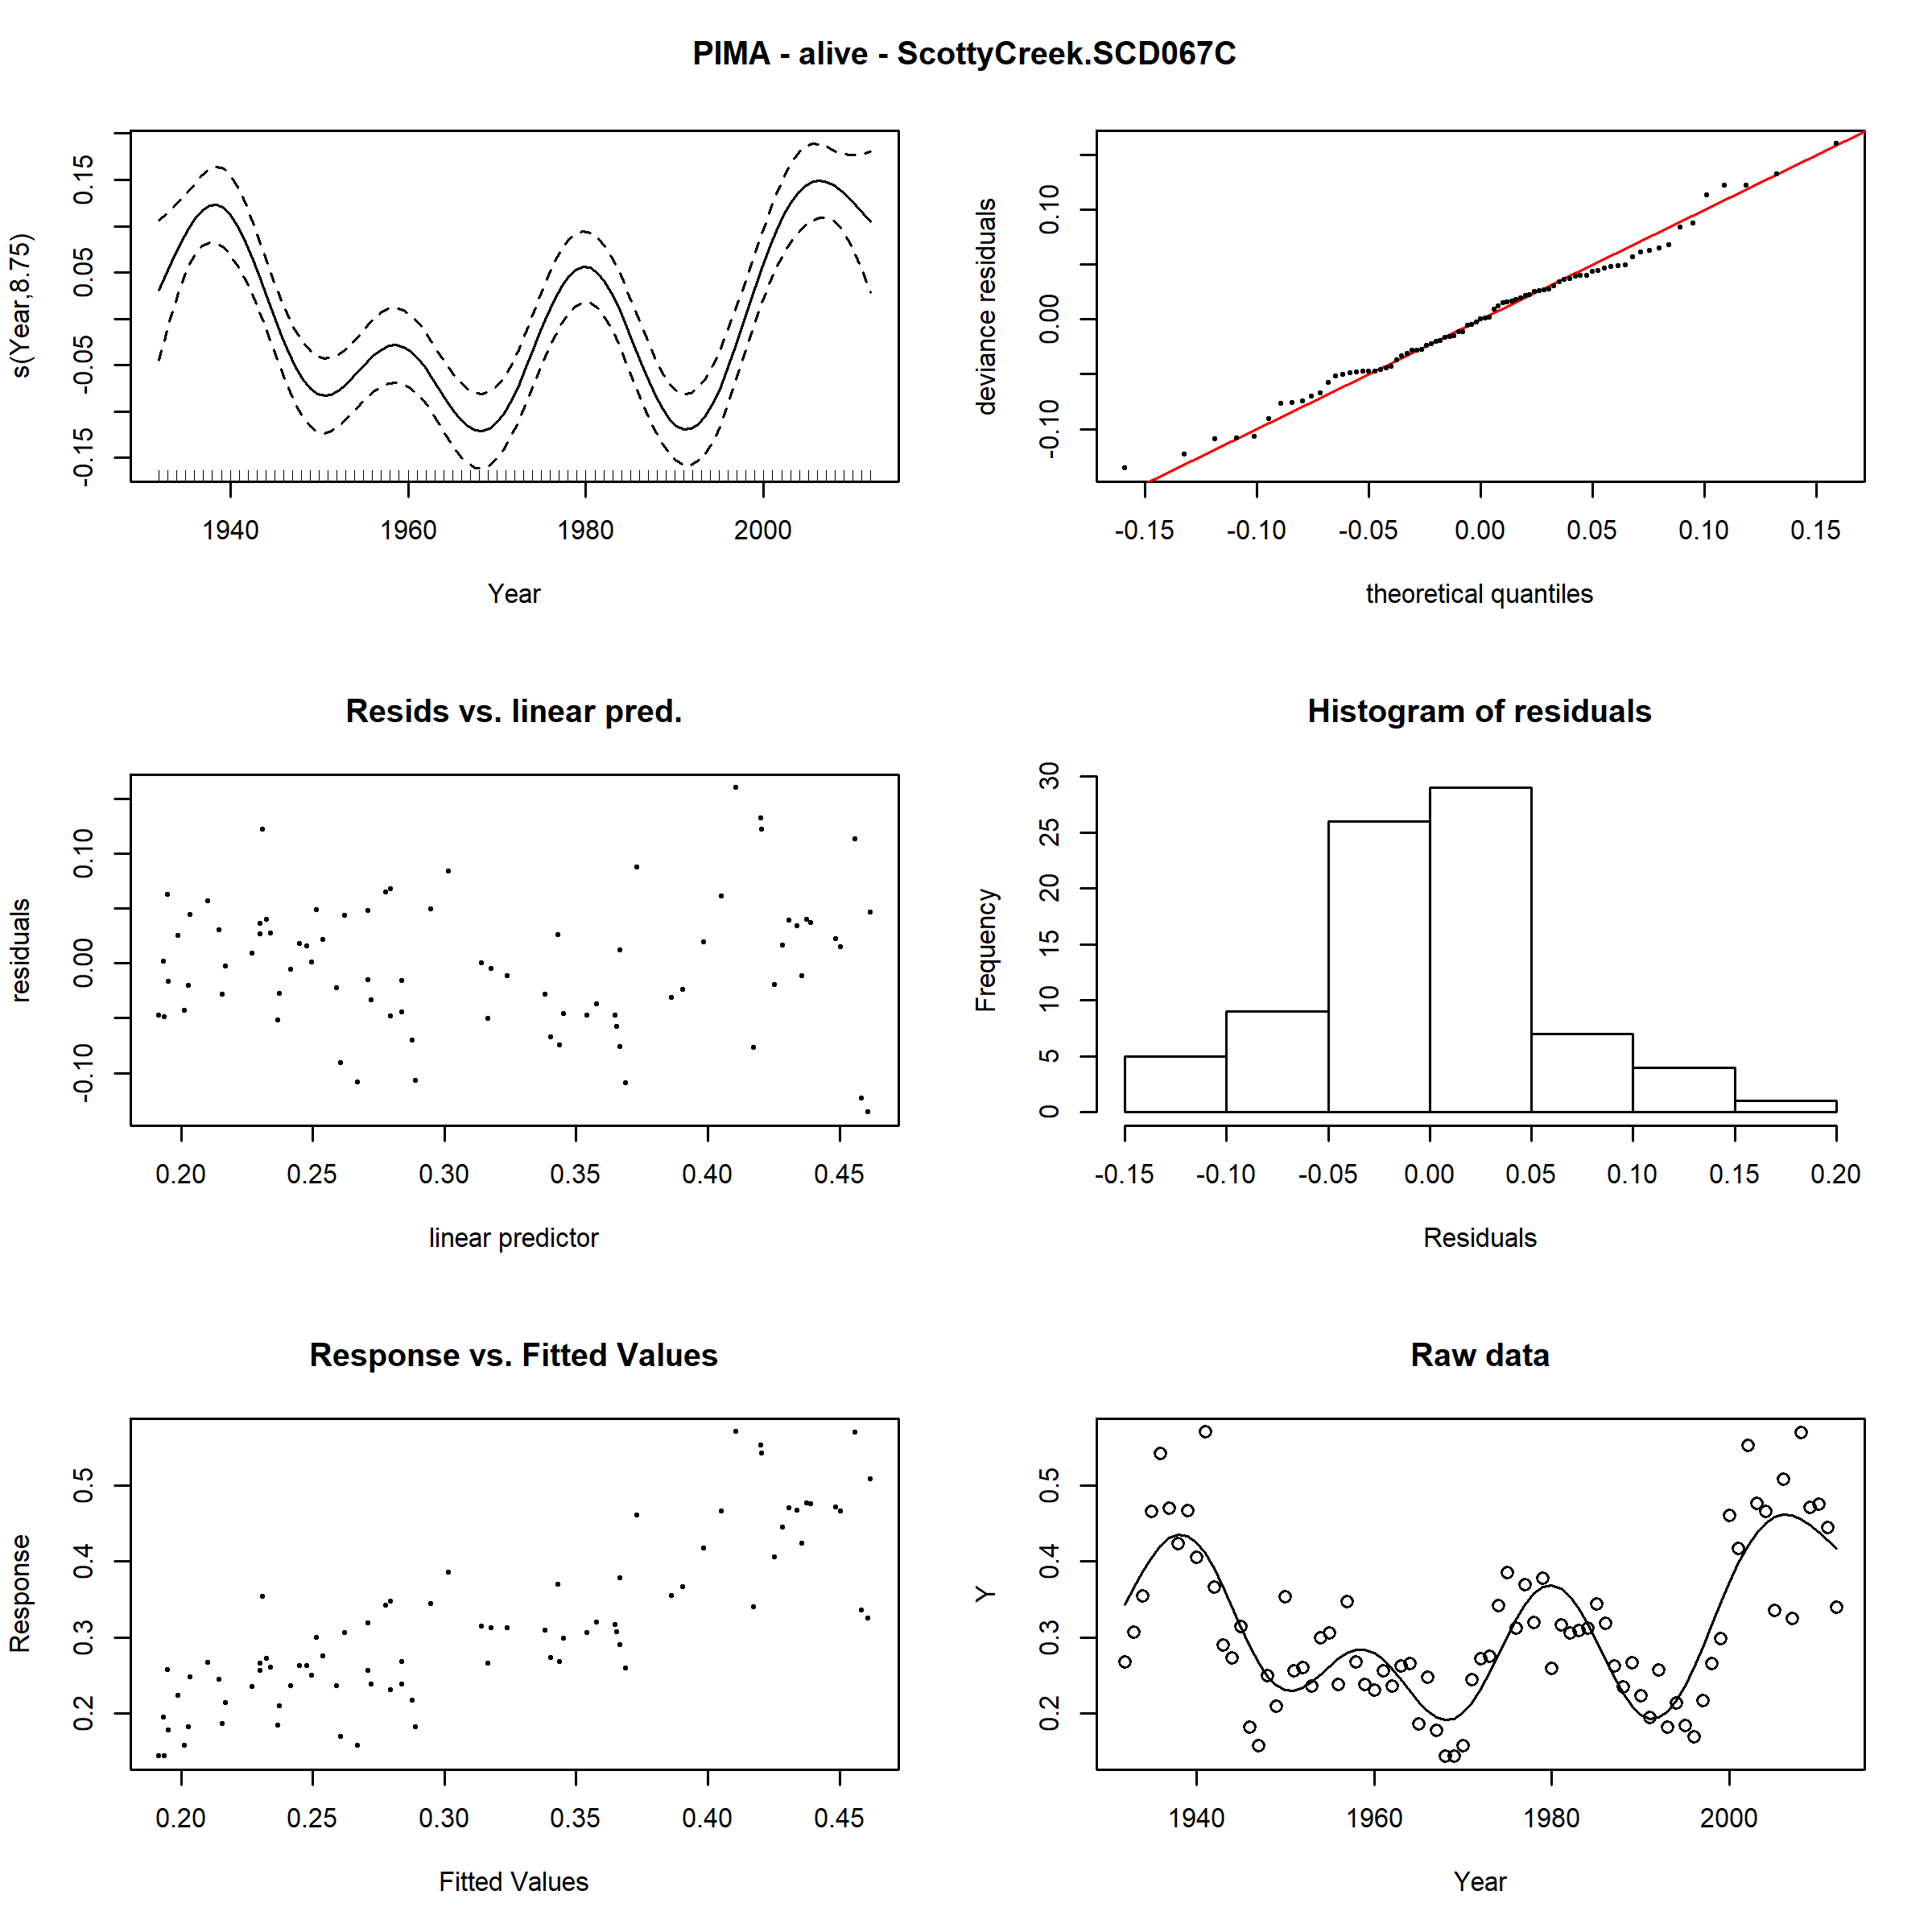 PIMA - alive - ScottyCreek.SCD067C
s(Year,8.75)
-0.15 -0.05 0.05 0.15
1940 1960 1980 2000
Year
deviance residuals
-0.10 0.00 0.10
-0.15 -0.10 -0.05 0.00 0.05 0.10 0.15
theoretical quantiles
Resids vs. linear pred.
residuals
-0.10 0.00 0.10
0.20 0.25 0.30 0.35 0.40 0.45
linear predictor
Histogram of residuals
Frequency
0 5 10 15 20 25 30
-0.15 -0.10 -0.05 0.00 0.05 0.10 0.15 0.20
Residuals
Response vs. Fitted Values
Response
0.2 0.3 0.4 0.5
0.20 0.25 0.30 0.35 0.40 0.45
Fitted Values
Raw data
Y
0.2 0.3 0.4 0.5
1940 1960 1980 2000
Year